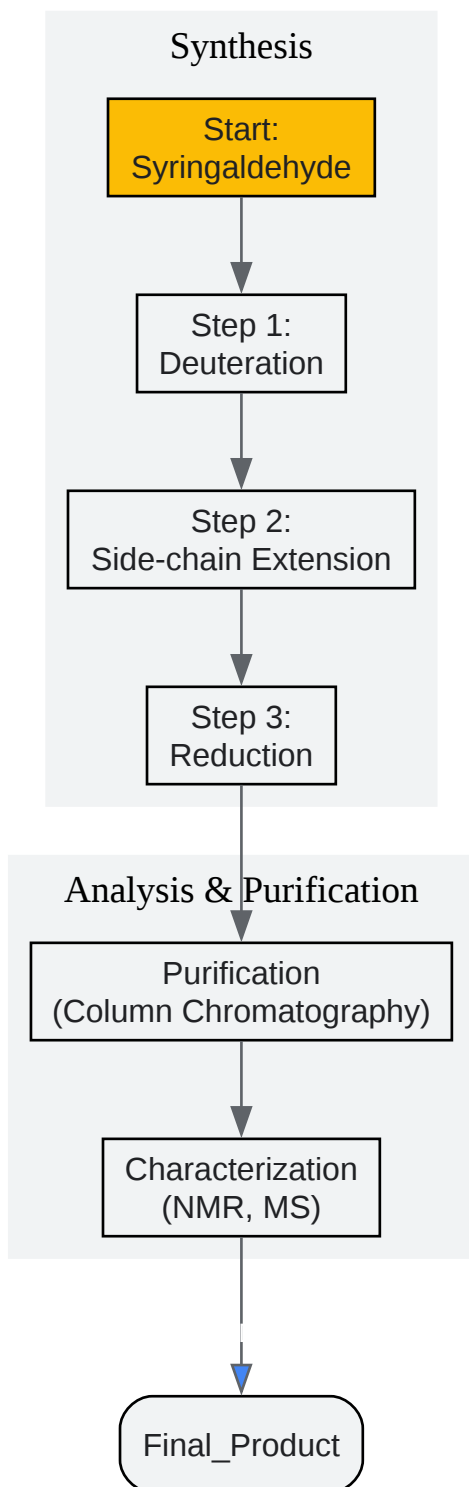 Synthesis
Start:
Syringaldehyde
Step 1:
Deuteration
Step 2:
Side-chain Extension
Step 3:
Reduction
Analysis & Purification
Purification
(Column Chromatography)
Characterization
(NMR, MS)
Final_Product